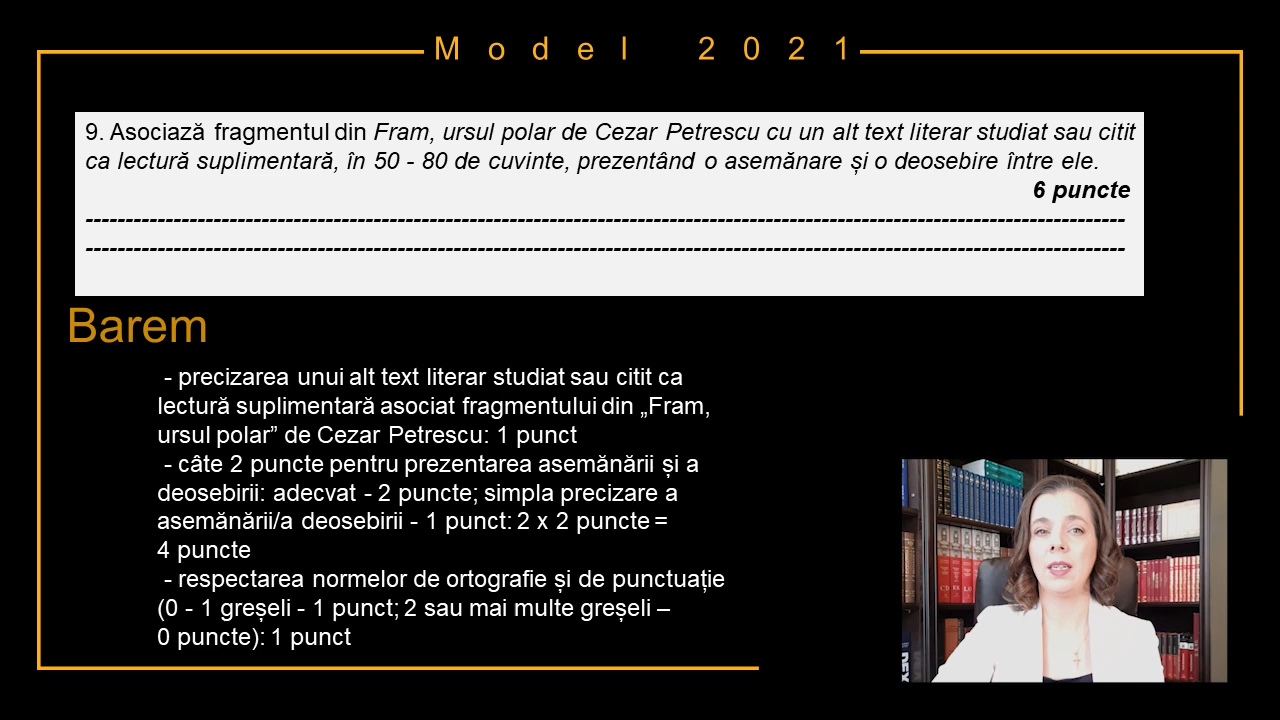 Model 2021
9. Asociază fragmentul din Fram, ursul polar de Cezar Petrescu cu un alt text literar studiat sau citit
ca lectură suplimentară, în 50 - 80 de cuvinte, prezentând o asemănare și o deosebire între ele.
6 puncte
Barem
- precizarea unui alt text literar studiat sau citit ca
lectură suplimentară asociat fragmentului din „Fram,
ursul polar” de Cezar Petrescu: 1 punct
- câte 2 puncte pentru prezentarea asemănării și a
deosebirii: adecvat - 2 puncte; simpla precizare a
asemănării/a deosebirii - 1 punct: 2 x 2 puncte =
4 puncte
- respectarea normelor de ortografie și de punctuație
(0 - 1 greșeli - 1 punct; 2 sau mai multe greșeli –
0 puncte): 1 punct
DEX